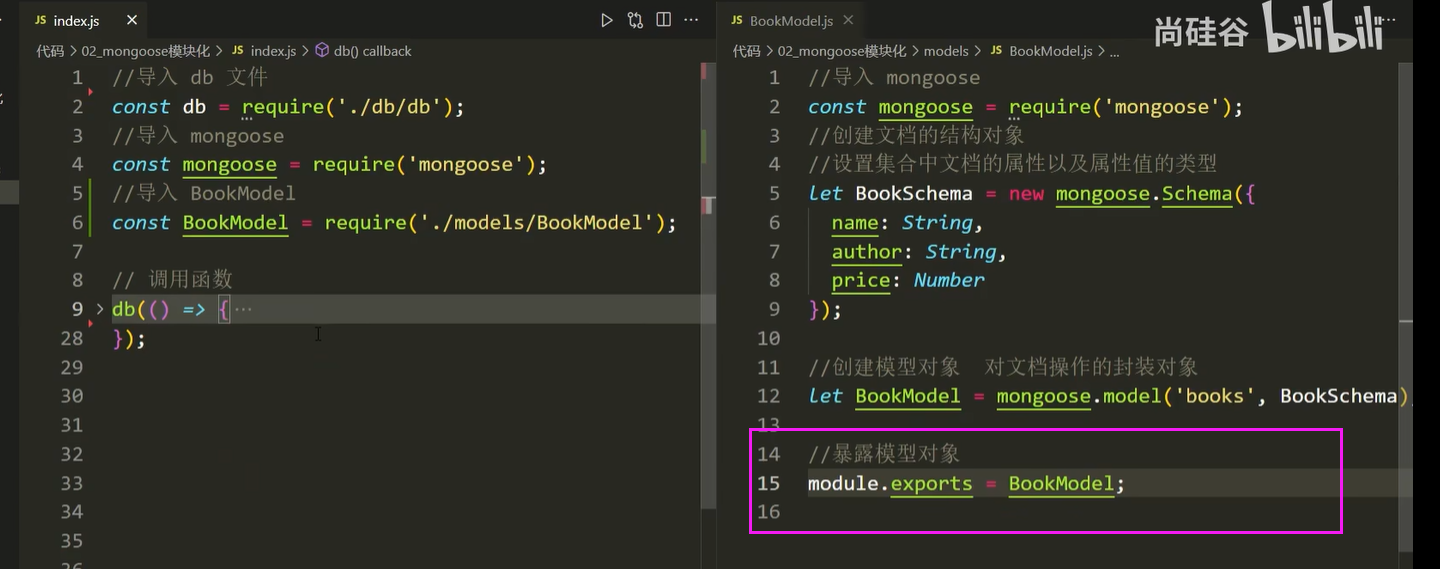 JS index.js ×
代码 > 02_mongoose模块化 > JS index.js > db() callback
1 //导入 db 文件
2 const db = require('./db/db');
3 //导入 mongoose
4 const mongoose = require('mongoose');
5 //导入 BookModel
6 const BookModel = require('./models/BookModel');
7
8 // 调用函数
9 > db(() => { ···
28 });
29
30
31
32
33
34
35
JS BookModel.js ×
尚硅谷 bilibili
代码 > 02_mongoose模块化 > models > JS BookModel.js > ...
1 //导入 mongoose
2 const mongoose = require('mongoose');
3 //创建文档的结构对象
4 //设置集合中文档的属性以及属性值的类型
5 let BookSchema = new mongoose.Schema({
6 name: String,
7 author: String,
8 price: Number
9 });
10
11 //创建模型对象 对文档操作的封装对象
12 let BookModel = mongoose.model('books', BookSchema)
13
14 //暴露模型对象
15 module.exports = BookModel;
16